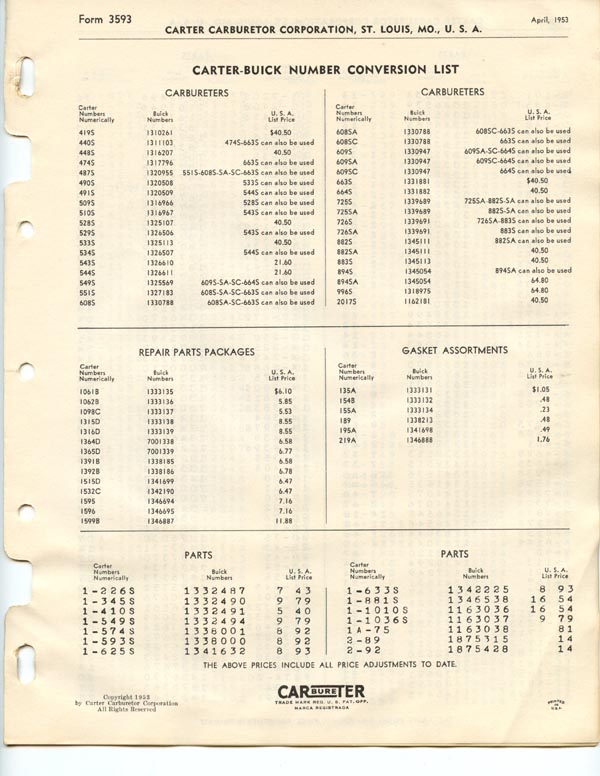 Form 3593
April, 1953
CARTER CARBURETOR CORPORATION, ST. LOUIS, MO., U. S. A.
CARTER-BUICK NUMBER CONVERSION LIST
CARBURETERS
Carter Numbers Numerically Buick Numbers U. S. A. List Price
419S 1310261 $40.50
440S 1311103 474S-663S can also be used
448S 1316207 40.50
474S 1317796 663S can also be used
487S 1320955 551S-608S-SA-SC-663S can also be used
490S 1320508 533S can also be used
491S 1320509 544S can also be used
509S 1316966 528S can also be used
510S 1316967 543S can also be used
528S 1325107 40.50
529S 1326506 543S can also be used
533S 1325113 40.50
534S 1326507 544S can also be used
543S 1326610 21.60
544S 1326611 21.60
549S 1325569 609S-SA-SC-664S can also be used
551S 1327183 608S-SA-SC-663S can also be used
608S 1330788 608SA-SC-663S can also be used
CARBURETERS
Carter Numbers Numerically Buick Numbers U. S. A. List Price
608SA 1330788 608SC-663S can also be used
608SC 1330788 663S can also be used
609S 1330947 609SA-SC-664S can also be used
609SA 1330947 609SC-664S can also be used
609SC 1330947 664S can also be used
663S 1331881 $40.50
664S 1331882 40.50
725S 1339689 725SA-882S-SA can also be used
725SA 1339689 882S-SA can also be used
726S 1339691 726SA-883S can also be used
726SA 1339691 883S can also be used
882S 1345111 882SA can also be used
882SA 1345111 40.50
883S 1345113 40.50
894S 1345054 894SA can also be used
894SA 1345054 64.80
996S 1318975 64.80
2017S 1162181 40.50
REPAIR PARTS PACKAGES
Carter Numbers Numerically Buick Numbers U. S. A. List Price
1061B 1333135 $6.10
1062B 1333136 5.85
1098C 1333137 5.53
1315D 1333138 8.55
1316D 1333139 8.55
1364D 7001338 6.58
1365D 7001339 6.77
1391B 1338185 6.58
1392B 1338186 6.78
1515D 1341699 6.47
1532C 1342190 6.47
1595 1346694 7.16
1596 1346695 7.16
1599B 1346887 11.88
GASKET ASSORTMENTS
Carter Numbers Numerically Buick Numbers U. S. A. List Price
135A 1333131 $1.05
154B 1333132 .48
155A 1333134 .23
189 1338213 .48
195A 1341698 .49
219A 1346888 1.76
PARTS
Carter Numbers Numerically Buick Numbers U. S. A. List Price
1-226S 1332487 7 43
1-345S 1332490 9 79
1-410S 1332491 5 40
1-549S 1332494 9 79
1-574S 1338001 8 92
1-593S 1338000 8 92
1-625S 1341632 8 93
PARTS
Carter Numbers Numerically Buick Numbers U. S. A. List Price
1-633S 1342225 8 93
1-881S 1346538 16 54
1-1010S 1163036 16 54
1-1036S 1163037 9 79
1A-75 1163038 81
2-89 1875315 14
2-92 1875428 14
THE ABOVE PRICES INCLUDE ALL PRICE ADJUSTMENTS TO DATE.
Copyright 1953
by Carter Carburetor Corporation
All Rights Reserved
CARTER
BURETER
TRADE MARK REG. U. S. PAT. OFF.
MARCA REGISTRADA
PRINTED
IN
U.S.A.